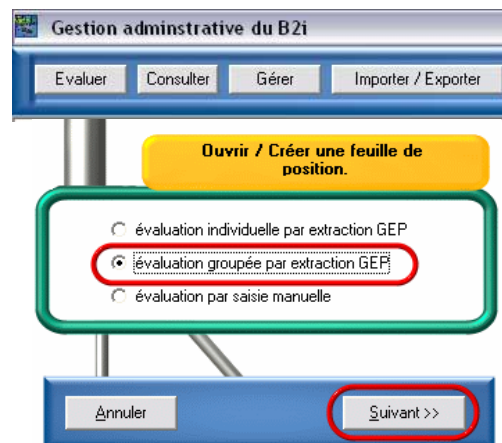 Gestion adminstrative du B2i
Evaluer Consulter Gérer Importer / Exporter
Ouvrir / Créer une feuille de
position.
évaluation individuelle par extraction GEP
évaluation groupée par extraction GEP
évaluation par saisie manuelle
Annuler Suivant >>